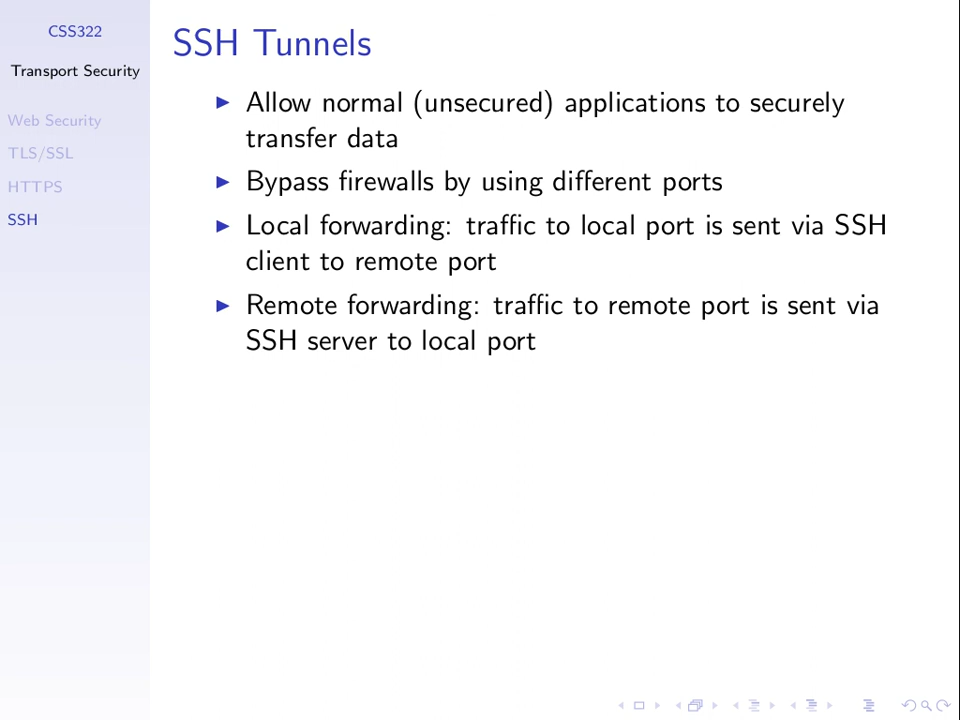 CSS322
Transport Security
Web Security
TLS/SSL
HTTPS
SSH
SSH Tunnels
Allow normal (unsecured) applications to securely
transfer data
Bypass firewalls by using different ports
Local forwarding: traffic to local port is sent via SSH
client to remote port
Remote forwarding: traffic to remote port is sent via
SSH server to local port